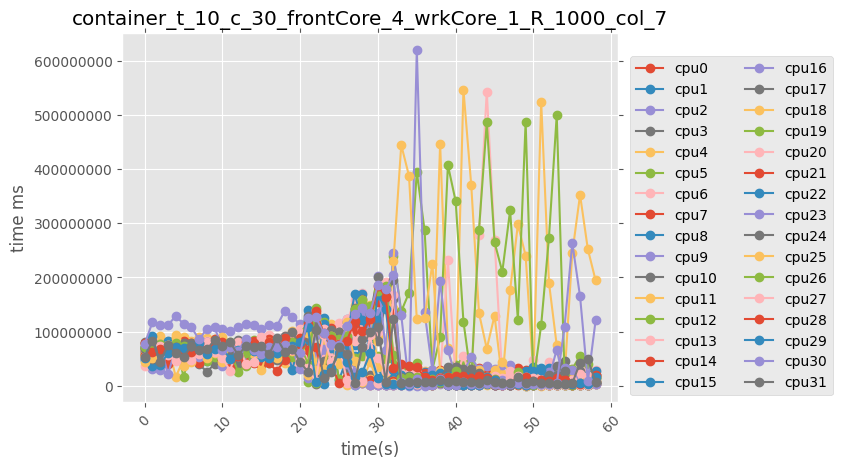 container_t_10_c_30_frontCore_4_wrkCore_1_R_1000_col_7
time ms
600000000
500000000
400000000
300000000
200000000
100000000
0
0
10
20
30
40
50
60
time(s)
cpu0
cpu1
cpu2
cpu3
cpu4
cpu5
cpu6
cpu7
cpu8
cpu9
cpu10
cpu11
cpu12
cpu13
cpu14
cpu15
cpu16
cpu17
cpu18
cpu19
cpu20
cpu21
cpu22
cpu23
cpu24
cpu25
cpu26
cpu27
cpu28
cpu29
cpu30
cpu31